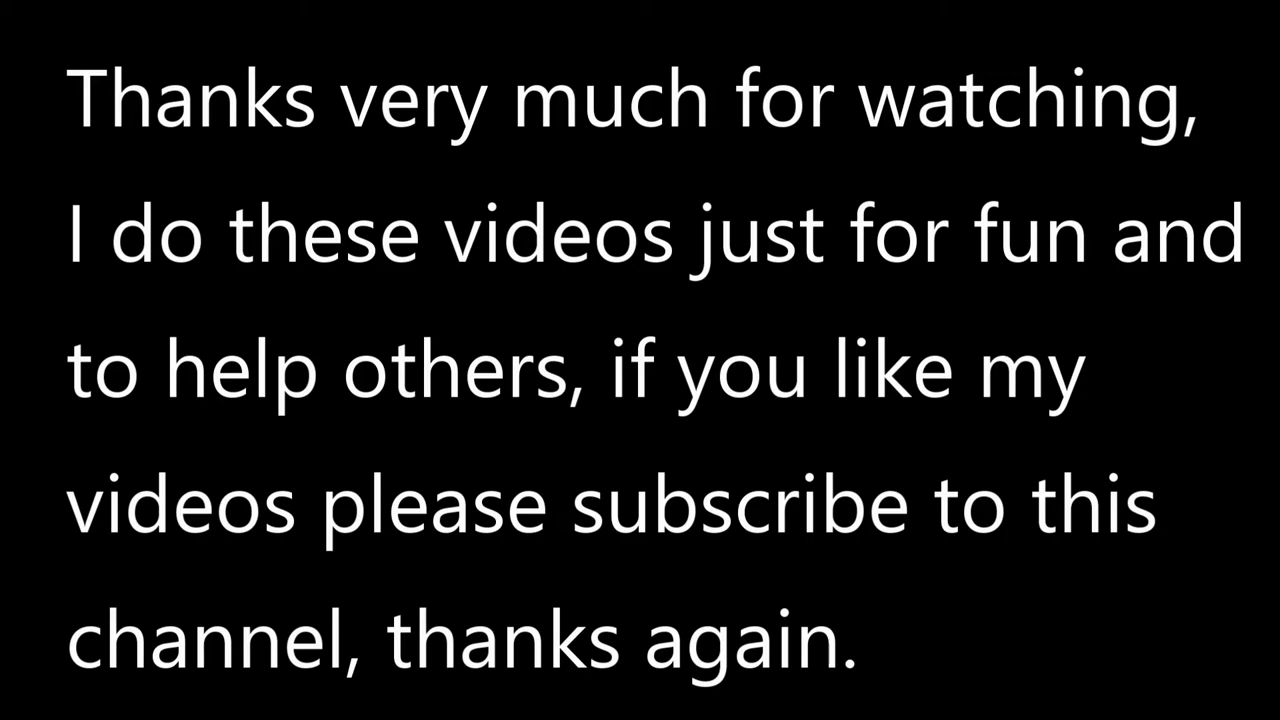 Thanks very much for watching,
I do these videos just for fun and
to help others, if you like my
videos please subscribe to this
channel, thanks again.